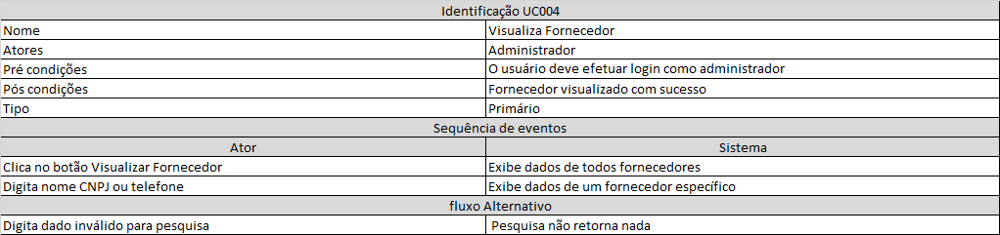 Identificação UC004
Nome Visualiza Fornecedor
Atores Administrador
Pré condições O usuário deve efetuar login como administrador
Pós condições Fornecedor visualizado com sucesso
Tipo Primário
Sequência de eventos
Ator Sistema
Clica no botão Visualizar Fornecedor Exibe dados de todos fornecedores
Digita nome CNPJ ou telefone Exibe dados de um fornecedor específico
fluxo Alternativo
Digita dado inválido para pesquisa Pesquisa não retorna nada